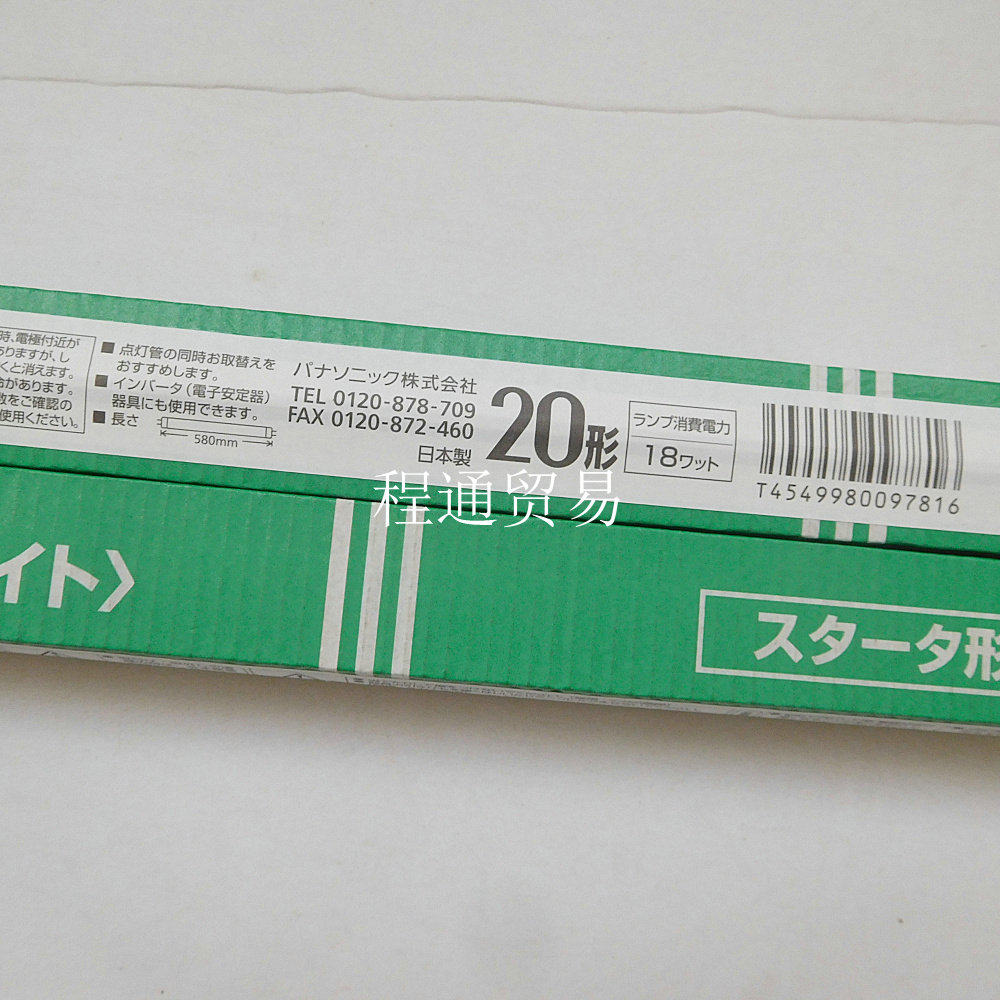 時、電極付近が
ありますが、し
くと消えます。
合があります。
数をご確認の
使用ください。
■ 点灯管の同時お取替えを
おすすめします。
■ インバータ（電子安定器）
器具にも使用できます。
■ 長さ
580mm
パナソニック株式会社
TEL 0120-878-709
FAX 0120-872-460
日本製
20形
ランプ消費電力
18ワット
T4549980097816
程通贸易
イト〉
スタータ形